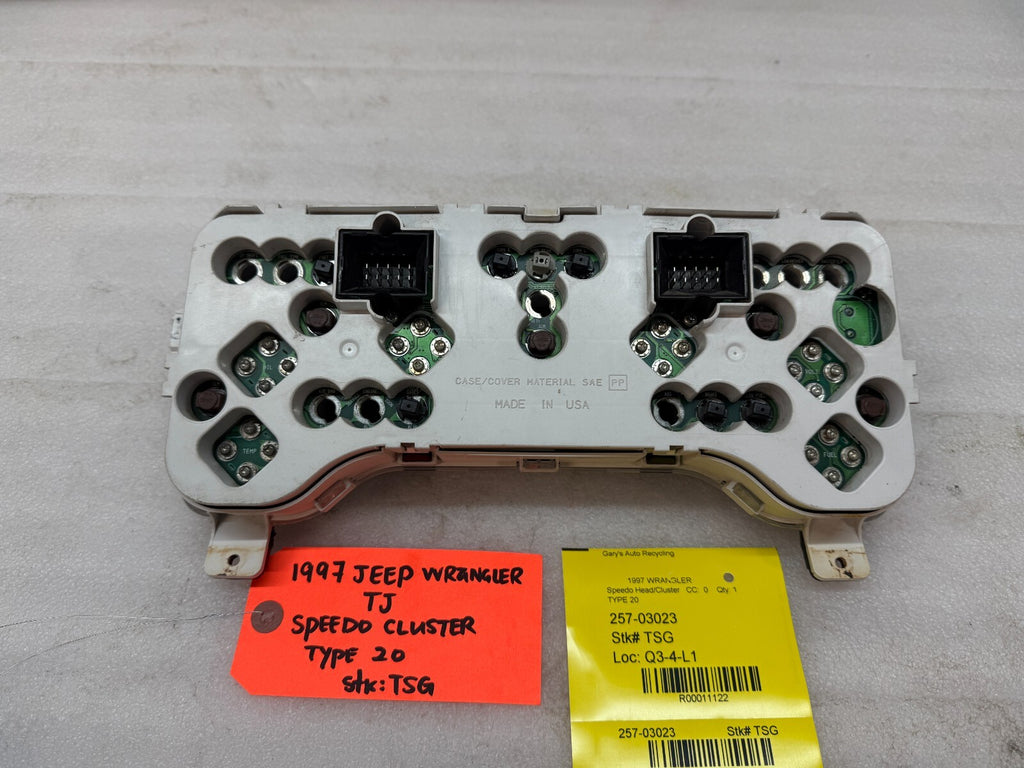 CASE/COVER MATERIAL SAE PP
MADE IN USA
TEMP
FUEL
1997 JEEP WRANGLER
TJ
SPEEDO CLUSTER
TYPE 20
Stk: TSG
Gary's Auto Recycling
1997 WRANGLER
Speedo Head/Cluster CC: 0 Qty 1
TYPE 20
257-03023
Stk# TSG
Loc: Q3-4-L1
R00011122
257-03023 Stk# TSG